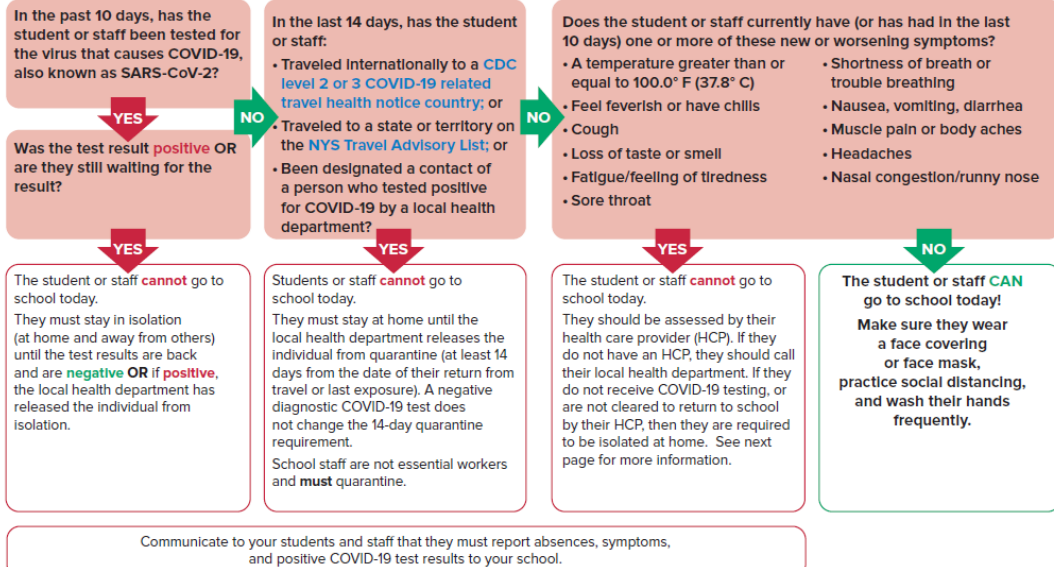 In the past 10 days, has the
student or staff been tested for
the virus that causes COVID-19,
also known as SARS-CoV-2?
YES
Was the test result positive OR
are they still waiting for the
result?
YES
The student or staff cannot go to
school today.
They must stay in isolation
(at home and away from others)
until the test results are back
and are negative OR if positive,
the local health department has
released the individual from
isolation.
NO
In the last 14 days, has the student
or staff:
• Traveled internationally to a CDC
level 2 or 3 COVID-19 related
travel health notice country; or
• Traveled to a state or territory on
the NYS Travel Advisory List; or
• Been designated a contact of
a person who tested positive
for COVID-19 by a local health
department?
YES
Students or staff cannot go to
school today.
They must stay at home until the
local health department releases the
individual from quarantine (at least 14
days from the date of their return from
travel or last exposure). A negative
diagnostic COVID-19 test does
not change the 14-day quarantine
requirement.
School staff are not essential workers
and must quarantine.
NO
Does the student or staff currently have (or has had in the last
10 days) one or more of these new or worsening symptoms?
• A temperature greater than or
equal to 100.0° F (37.8° C)
• Feel feverish or have chills
• Cough
• Loss of taste or smell
• Fatigue/feeling of tiredness
• Sore throat
• Shortness of breath or
trouble breathing
• Nausea, vomiting, diarrhea
• Muscle pain or body aches
• Headaches
• Nasal congestion/runny nose
YES
The student or staff cannot go to
school today.
They should be assessed by their
health care provider (HCP). If they
do not have an HCP, they should call
their local health department. If they
do not receive COVID-19 testing, or
are not cleared to return to school
by their HCP, then they are required
to be isolated at home. See next
page for more information.
NO
The student or staff CAN
go to school today!
Make sure they wear
a face covering
or face mask,
practice social distancing,
and wash their hands
frequently.
Communicate to your students and staff that they must report absences, symptoms,
and positive COVID-19 test results to your school.